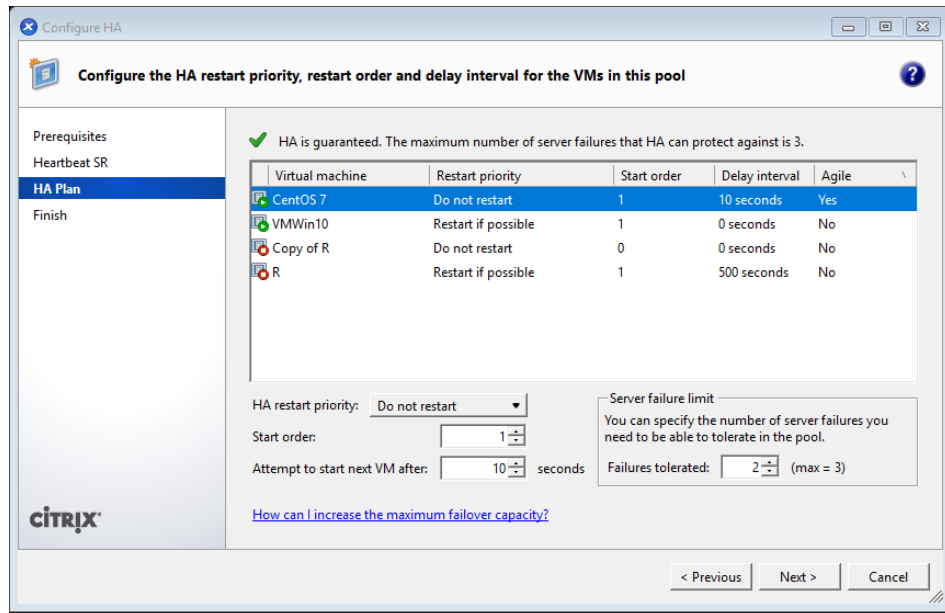 Configure HA
Configure the HA restart priority, restart order and delay interval for the VMs in this pool
?
Prerequisites
Heartbeat SR
HA Plan
Finish
HA is guaranteed. The maximum number of server failures that HA can protect against is 3.
Virtual machine Restart priority Start order Delay interval Agile
CentOS 7 Do not restart 1 10 seconds Yes
VMWin10 Restart if possible 1 0 seconds No
Copy of R Do not restart 0 0 seconds No
R Restart if possible 1 500 seconds No
HA restart priority: Do not restart
Start order: 1
Attempt to start next VM after: 10 seconds
Server failure limit
You can specify the number of server failures you
need to be able to tolerate in the pool.
Failures tolerated: 2 (max = 3)
How can I increase the maximum failover capacity?
CİTRIX
< Previous Next > Cancel